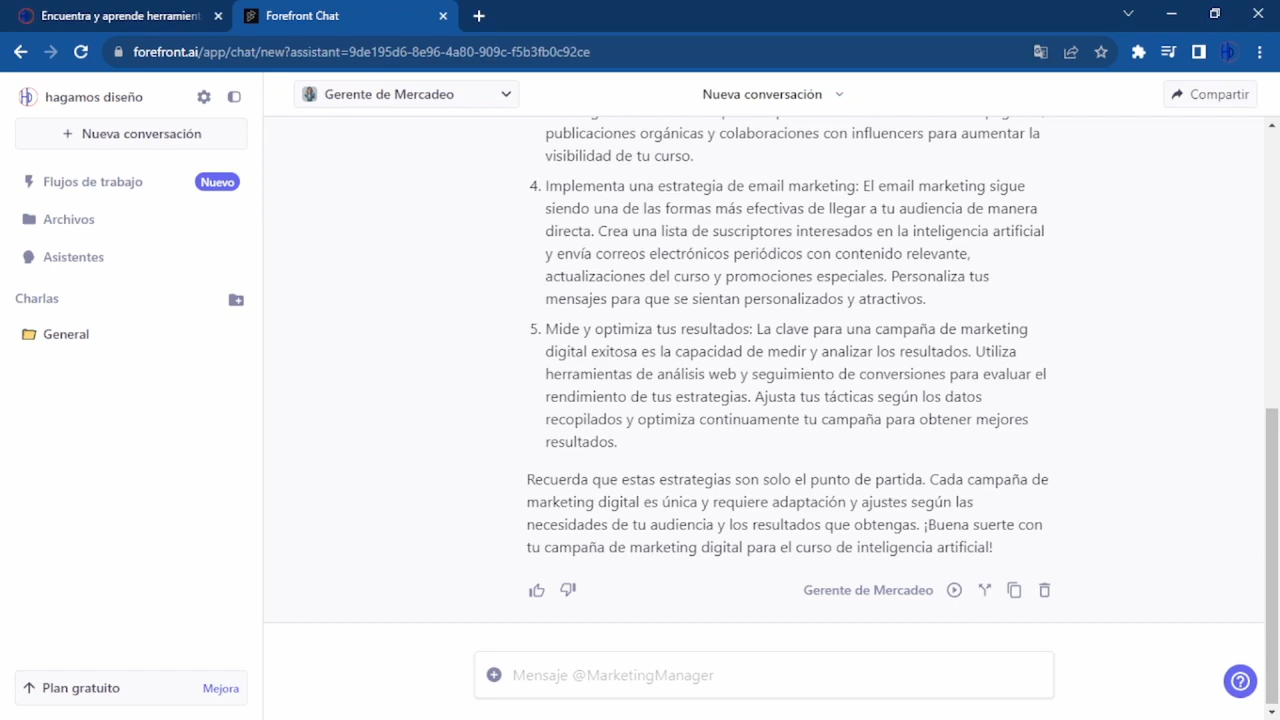 Encuentra y aprende herramient
Forefront Chat
forefront.ai/app/chat/new?assistant=9de195d6-8e96-4a80-909c-f5b3fb0c92ce
hagamos diseño
Gerente de Mercadeo
Nueva conversación
Compartir
+ Nueva conversación
Flujos de trabajo
Nuevo
Archivos
Asistentes
Charlas
General
publicaciones orgánicas y colaboraciones con influencers para aumentar la
visibilidad de tu curso.
4. Implementa una estrategia de email marketing: El email marketing sigue
siendo una de las formas más efectivas de llegar a tu audiencia de manera
directa. Crea una lista de suscriptores interesados en la inteligencia artificial
y envía correos electrónicos periódicos con contenido relevante,
actualizaciones del curso y promociones especiales. Personaliza tus
mensajes para que se sientan personalizados y atractivos.
5. Mide y optimiza tus resultados: La clave para una campaña de marketing
digital exitosa es la capacidad de medir y analizar los resultados. Utiliza
herramientas de análisis web y seguimiento de conversiones para evaluar el
rendimiento de tus estrategias. Ajusta tus tácticas según los datos
recopilados y optimiza continuamente tu campaña para obtener mejores
resultados.
Recuerda que estas estrategias son solo el punto de partida. Cada campaña de
marketing digital es única y requiere adaptación y ajustes según las
necesidades de tu audiencia y los resultados que obtengas. ¡Buena suerte con
tu campaña de marketing digital para el curso de inteligencia artificial!
Gerente de Mercadeo
Mensaje @MarketingManager
Plan gratuito
Mejora